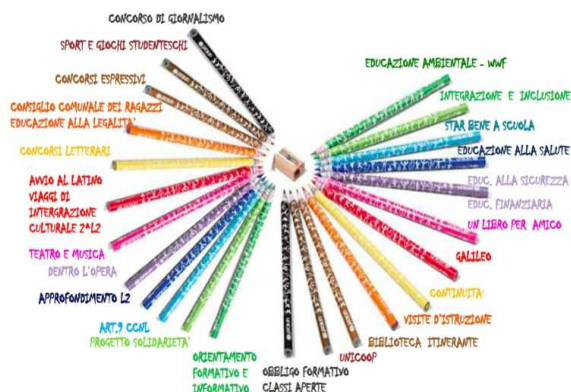 CONCORSO DI GIORNALISMO
SPORT E GIOCHI STUDENTESCHI
CONCORSI ESPRESSIVI
CONSIGLIO COMUNALE DEI RAGAZZI
EDUCAZIONE ALLA LEGALITA'
CONCORSI LETTERARI
AVVIO AL LATINO
VIAGGI DI
INTERGRAZIONE
CULTURALE 2^L2
TEATRO E MUSICA
DENTRO L'OPERA
APPROFONDIMENTO L2
ART.9 CCNL
PROGETTO SOLIDARIETA'
ORIENTAMENTO
FORMATIVO E
INFORMATIVO
OBBLIGO FORMATIVO
CLASSI APERTE
UNICOOP
BIBLIOTECA ITINERANTE
VISITE D'ISTRUZIONE
CONTINUITA'
GALILEO
UN LIBRO PER AMICO
EDUC. FINANZIARIA
EDUC. ALLA SICUREZZA
EDUCAZIONE ALLA SALUTE
STAR BENE A SCUOLA
INTEGRAZIONE E INCLUSIONE
EDUCAZIONE AMBIENTALE - WWF